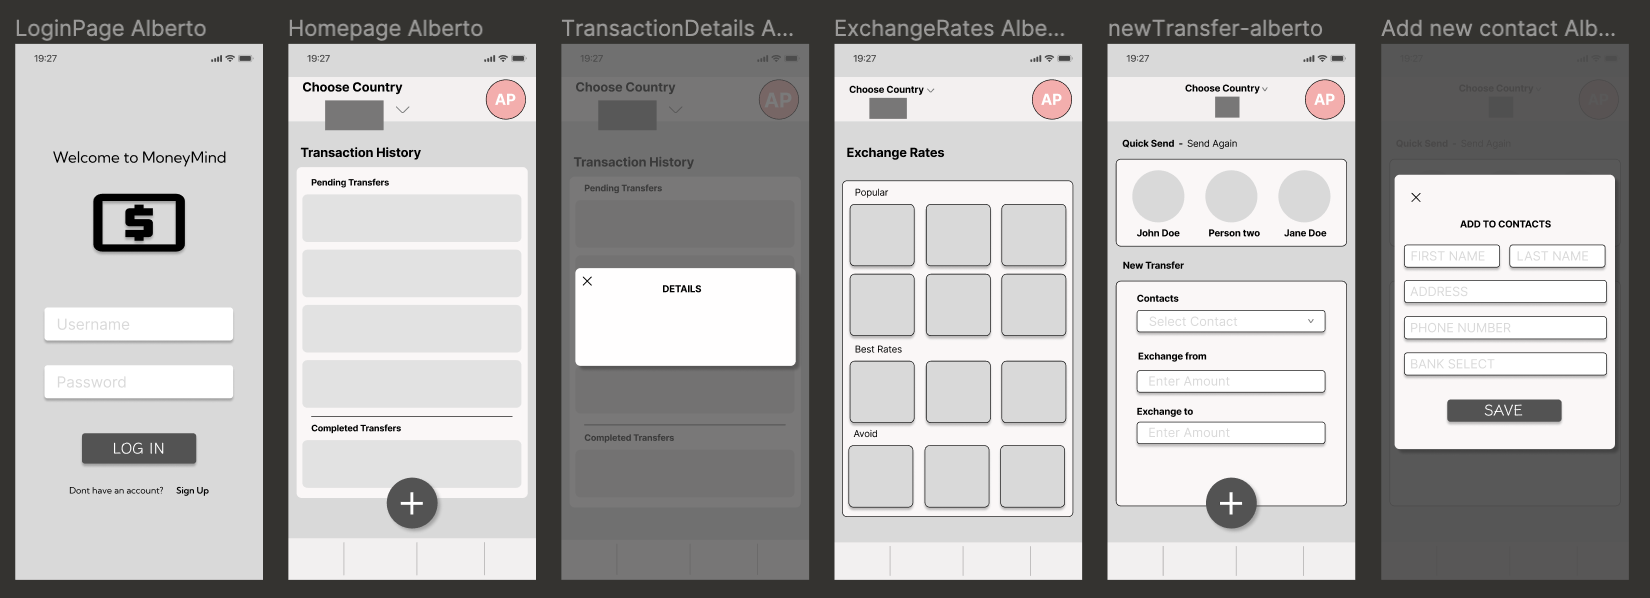 LoginPage Alberto
19:27
Welcome to MoneyMind
$
Username
Password
LOG IN
Dont have an account? Sign Up
Homepage Alberto
19:27
Choose Country
AP
Transaction History
Pending Transfers
Completed Transfers
+
TransactionDetails A...
19:27
Choose Country
AP
Transaction History
Pending Transfers
DETAILS
Completed Transfers
ExchangeRates Albe...
19:27
Choose Country
AP
Exchange Rates
Popular
Best Rates
Avoid
newTransfer-alberto
19:27
Choose Country
AP
Quick Send - Send Again
John Doe Person two Jane Doe
New Transfer
Contacts
Select Contact
Exchange from
Enter Amount
Exchange to
Enter Amount
+
Add new contact Alb...
19:27
Choose Country
AP
Quick Send - Send Again
ADD TO CONTACTS
FIRST NAME LAST NAME
ADDRESS
PHONE NUMBER
BANK SELECT
SAVE